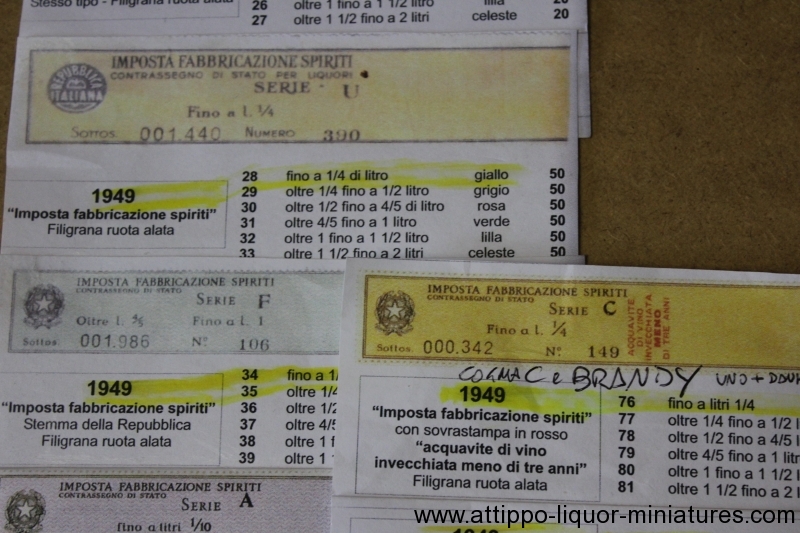 Stesso tipo - Filigrana ruota alata
26 oltre 1 fino a 1 1/2 litro lilla 20
27 oltre 1 1/2 fino a 2 litri celeste 20
IMPOSTA FABBRICAZIONE SPIRITI
CONTRASSEGNO DI STATO PER LIQUORI
REPUBBLICA ITALIANA
SERIE - U
Fino a l. 1/4
SOTTOS. 001.440 NUMERO 390
28 fino a 1/4 di litro giallo 50
29 oltre 1/4 fino a 1/2 litro grigio 50
30 oltre 1/2 fino a 4/5 di litro rosa 50
31 oltre 4/5 fino a 1 litro verde 50
32 oltre 1 fino a 1 1/2 litro lilla 50
33 oltre 1 1/2 fino a 2 litri celeste 50
1949
“Imposta fabbricazione spiriti”
Filigrana ruota alata
IMPOSTA FABBRICAZIONE SPIRITI
CONTRASSEGNO DI STATO
SERIE F
Oltre l. 4/5 Fino a l. 1
Sottos. 001.986 N° 106
34 fino a 1/
35 oltre 1/4
36 oltre 1/2
37 oltre 4/5
38 oltre 1 f
39 oltre 1
1949
“Imposta fabbricazione spiriti”
Stemma della Repubblica
Filigrana ruota alata
IMPOSTA FABBRICAZIONE SPIRITI
CONTRASSEGNO DI STATO
SERIE A
fino a litri 1/10
IMPOSTA FABBRICAZIONE SPIRITI
CONTRASSEGNO DI STATO
SERIE C
Fino a l. 1/4
Sottos. 000.342 N° 149
ACQUAVITE
DI VINO
INVECCHIATA
MENO
DI TRE ANNI
COGNAC e BRANDY UNO + DOUK
1949
“Imposta fabbricazione spiriti”
con sovrastampa in rosso
“acquavite di vino
invecchiata meno di tre anni”
Filigrana ruota alata
76 fino a litri 1/4
77 oltre 1/4 fino a 1/2 l
78 oltre 1/2 fino a 4/5 d
79 oltre 4/5 fino a 1 litro
80 oltre 1 fino a 1 1/2 l
81 oltre 1 1/2 fino a 2 l
1949
www.attippo-liquor-miniatures.com